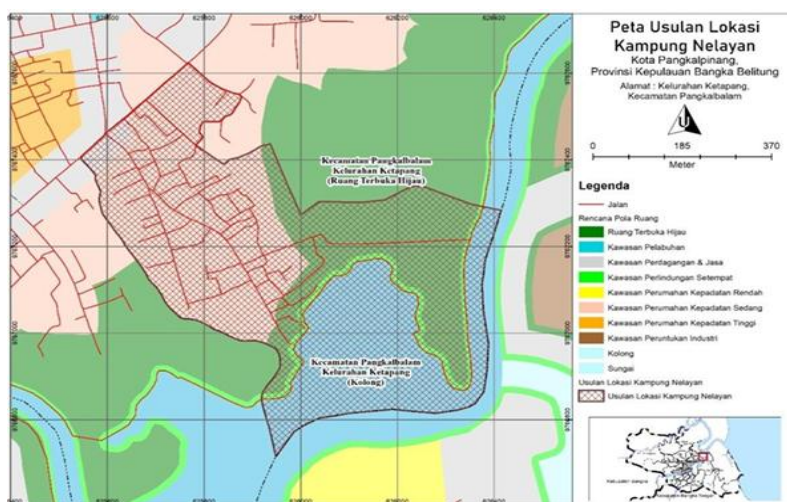 Peta Usulan Lokasi
Kampung Nelayan
Kota Pangkalpinang,
Provinsi Kepulauan Bangka Belitung
Alamat : Kelurahan Ketapang,
Kecamatan Pangkalbalam
U
0 185 370
Meter
Legenda
Jalan
Rencana Pola Ruang
Ruang Terbuka Hijau
Kawasan Pelabuhan
Kawasan Perdagangan & Jasa
Kawasan Perlindungan Setempat
Kawasan Perumahan Kepadatan Rendah
Kawasan Perumahan Kepadatan Sedang
Kawasan Perumahan Kepadatan Tinggi
Kawasan Peruntukan Industri
Kolong
Sungai
Usulan Lokasi Kampung Nelayan
Usulan Lokasi Kampung Nelayan
Kecamatan Pangkalbalam
Kelurahan Ketapang
(Ruang Terbuka Hijau)
Kecamatan Pangkalbalam
Kelurahan Ketapang
(Kolong)